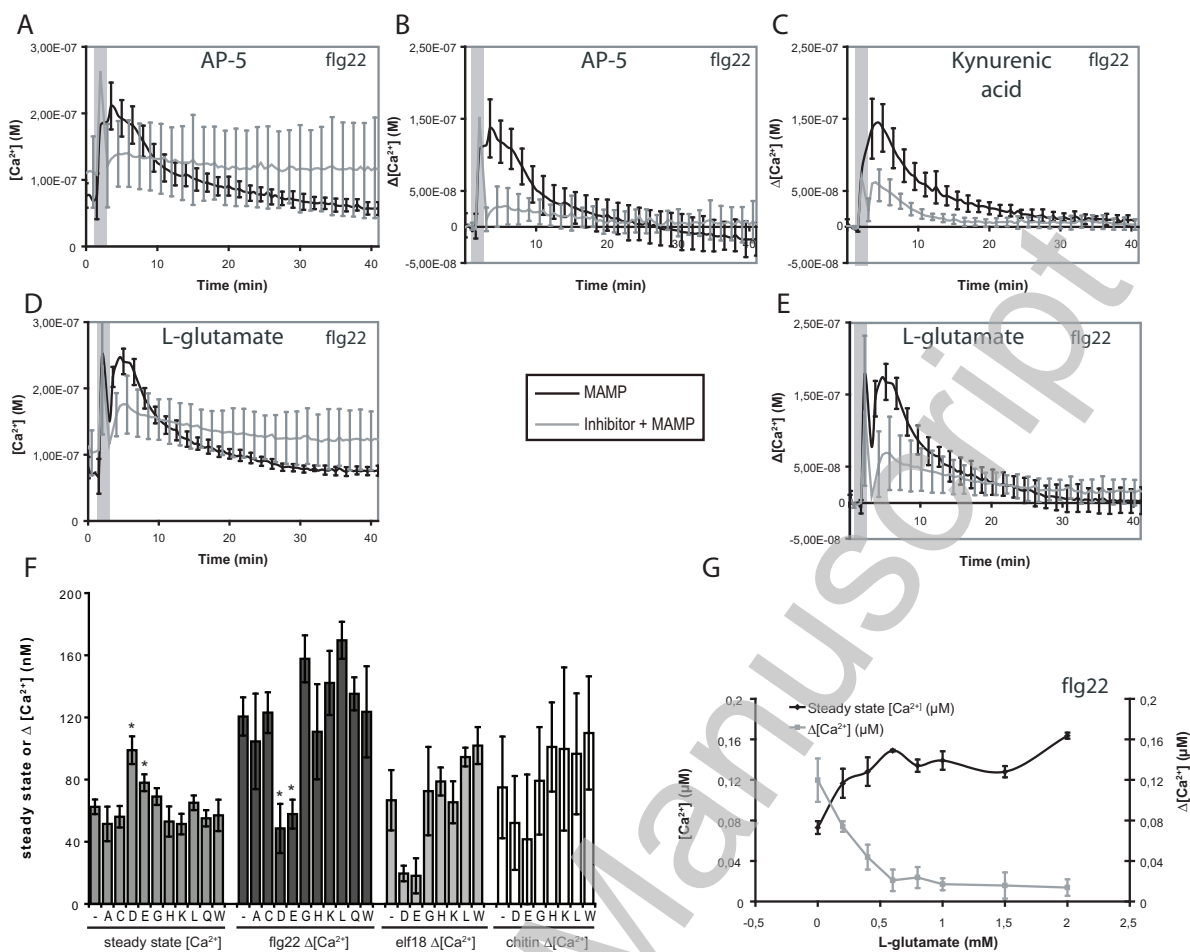 A
3,00E-07
2,00E-07
1,00E-07
0
[Ca²⁺] (M)
AP-5
flg22
0 10 20 30 40
Time (min)
B
2,50E-07
1,50E-07
5,00E-08
-5,00E-08
Δ[Ca²⁺] (M)
AP-5
flg22
10 20 30 40
Time (min)
C
2,50E-07
1,50E-07
5,00E-08
-5,00E-08
Δ[Ca²⁺] (M)
Kynurenic
acid
flg22
0 10 20 30 40
Time (min)
D
3,00E-07
2,00E-07
1,00E-07
0
[Ca²⁺] (M)
L-glutamate
flg22
0 10 20 30 40
Time (min)
MAMP
Inhibitor + MAMP
E
2,50E-07
1,50E-07
5,00E-08
0
-5,00E-08
Δ[Ca²⁺] (M)
L-glutamate
flg22
10 20 30 40
Time (min)
F
200
160
120
80
40
0
steady state or Δ [Ca²⁺] (nM)
* * * *
- A C D E G H K L Q W
- A C D E G H K L Q W
- D E G H K L W
- D E G H K L W
steady state [Ca²⁺]
flg22 Δ[Ca²⁺]
elf18 Δ[Ca²⁺]
chitin Δ[Ca²⁺]
G
flg22
Steady state [Ca²⁺] (µM)
Δ[Ca²⁺] (µM)
0,2
0,16
0,12
0,08
0,04
0
[Ca²⁺] (µM)
0,2
0,16
0,12
0,08
0,04
0
Δ[Ca²⁺] (µM)
-0,5 0 0,5 1 1,5 2 2,5
L-glutamate (mM)
Manuscript